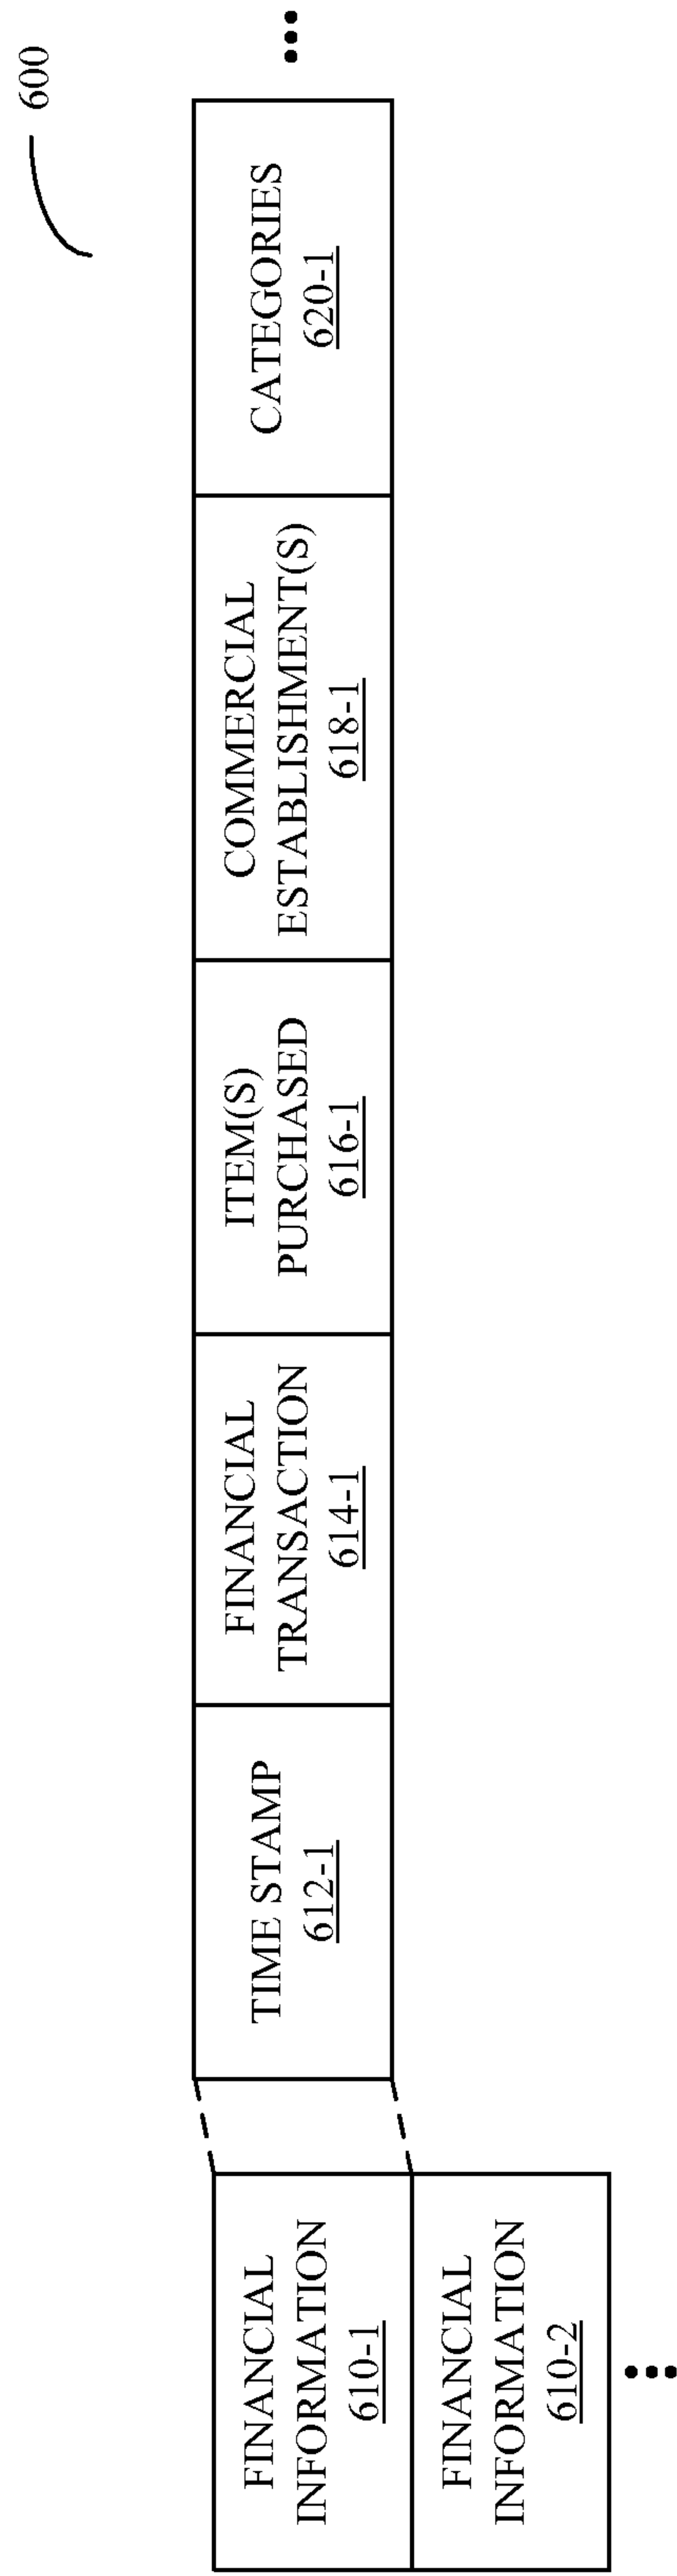 600
FINANCIAL
INFORMATION
610-1
FINANCIAL
INFORMATION
610-2
TIME STAMP
612-1
FINANCIAL
TRANSACTION
614-1
ITEM(S)
PURCHASED
616-1
COMMERCIAL
ESTABLISHMENT(S)
618-1
CATEGORIES
620-1